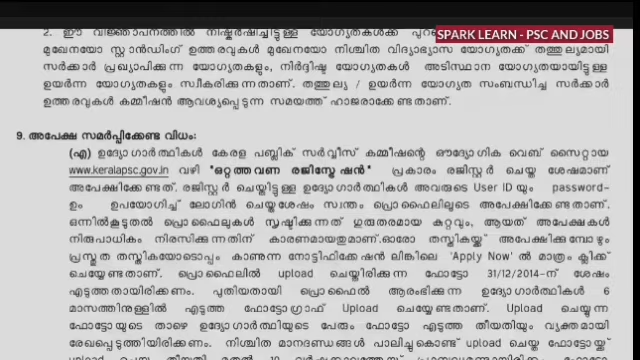 SPARK LEARN - PSC AND JOBS
2. ഈ വിജ്ഞാപനത്തിൽ നിഷ്കർഷിച്ചിട്ടുള്ള യോഗ്യതകൾക്ക്
മുഖേനയോ സ്റ്റാൻഡിംഗ് ഉത്തരവുകൾ മുഖേനയോ നിശ്ചിത വിദ്യാഭ്യാസ യോഗ്യതക്ക് തത്തുല്യമായി
സർക്കാർ പ്രഖ്യാപിക്കുന്ന യോഗ്യതകളും, നിർദ്ദിഷ്ട യോഗ്യതകൾ അടിസ്ഥാന യോഗ്യതയായിട്ടുള്ള
ഉയർന്ന യോഗ്യതകളും സ്വീകരിക്കുന്നതാണ്. തത്തുല്യ / ഉയർന്ന യോഗ്യത സംബന്ധിച്ച സർക്കാർ
ഉത്തരവുകൾ കമ്മീഷൻ ആവശ്യപ്പെടുന്ന സമയത്ത് ഹാജരാക്കേണ്ടതാണ്.
9. അപേക്ഷ സമർപ്പിക്കേണ്ട വിധം:
(എ) ഉദ്യോഗാർത്ഥികൾ കേരള പബ്ലിക് സർവ്വീസ് കമ്മീഷന്റെ ഔദ്യോഗിക വെബ് സൈറ്റായ
www.keralapsc.gov.in വഴി "ഒറ്റത്തവണ രജിസ്ട്രേഷൻ" പ്രകാരം രജിസ്റ്റർ ചെയ്ത ശേഷമാണ്
അപേക്ഷിക്കേണ്ടത്. രജിസ്റ്റർ ചെയ്തിട്ടുള്ള ഉദ്യോഗാർത്ഥികൾ അവരുടെ User ID യും password-
ഉം ഉപയോഗിച്ച് ലോഗിൻ ചെയ്തശേഷം സ്വന്തം പ്രൊഫൈലിലൂടെ അപേക്ഷിക്കേണ്ടതാണ്.
ഒന്നിൽകൂടുതൽ പ്രൊഫൈലുകൾ സൃഷ്ടിക്കുന്നത് ഗുരുതരമായ കുറ്റവും, ആയത് അപേക്ഷകൾ
നിരുപാധികം നിരസിക്കുന്നതിന് കാരണമായതുമാണ്.ഓരോ തസ്തികയ്ക്ക് അപേക്ഷിക്കുമ്പോഴും
പ്രസ്തുത തസ്തികയോടൊപ്പം കാണുന്ന നോട്ടിഫിക്കേഷൻ ലിങ്കിലെ 'Apply Now' ൽ മാത്രം ക്ലിക്ക്
ചെയ്യേണ്ടതാണ്. പ്രൊഫൈലിൽ upload ചെയ്തിരിക്കുന്ന ഫോട്ടോ 31/12/2014-ന് ശേഷം
എടുത്തതായിരിക്കണം. പുതിയതായി പ്രൊഫൈൽ ആരംഭിക്കുന്ന ഉദ്യോഗാർത്ഥികൾ 6
മാസത്തിനുള്ളിൽ എടുത്ത ഫോട്ടോഗ്രാഫ് Upload ചെയ്യേണ്ടതാണ്. Upload ചെയ്യുന്ന
ഫോട്ടോയുടെ താഴെ ഉദ്യോഗാർത്ഥിയുടെ പേരും ഫോട്ടോ എടുത്ത തീയതിയും വ്യക്തമായി
രേഖപ്പെടുത്തിയിരിക്കണം. നിശ്ചിത മാനദണ്ഡങ്ങൾ പാലിച്ചുകൊണ്ട് upload ചെയ്ത ഫോട്ടോയ്ക്ക്